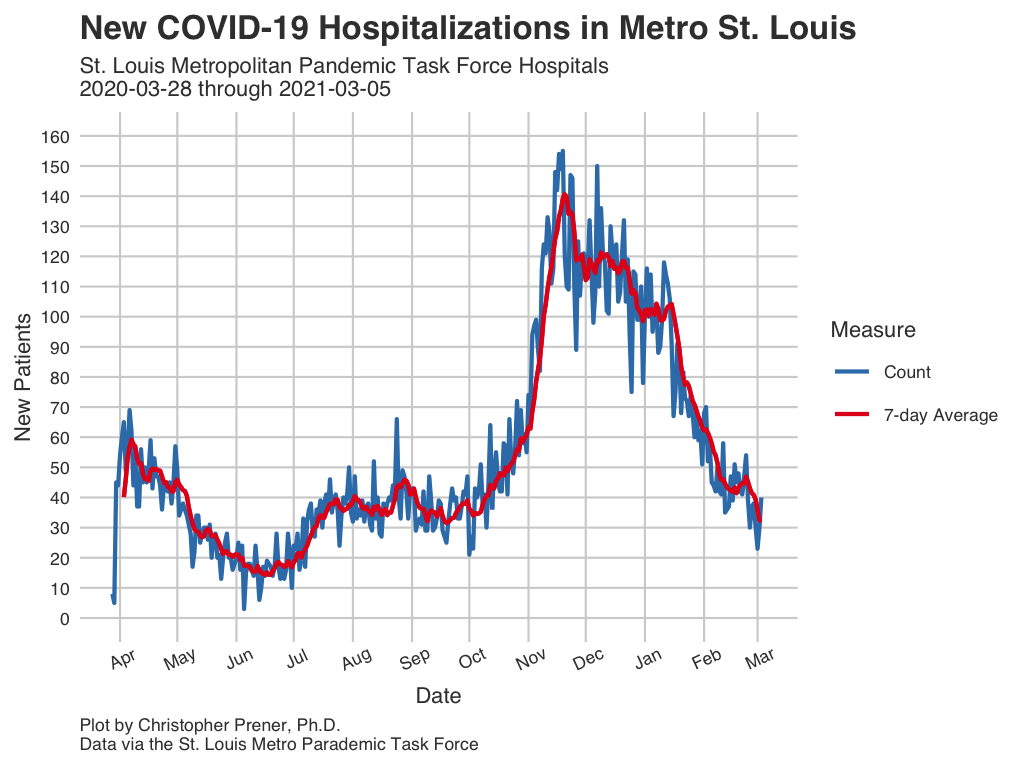 New COVID-19 Hospitalizations in Metro St. Louis
St. Louis Metropolitan Pandemic Task Force Hospitals
2020-03-28 through 2021-03-05
160
150
140
130
120
110
100
90
80
70
60
50
40
30
20
10
0
New Patients
Apr May Jun Jul Aug Sep Oct Nov Dec Jan Feb Mar
Date
Measure
Count
7-day Average
Plot by Christopher Prener, Ph.D.
Data via the St. Louis Metro Parademic Task Force